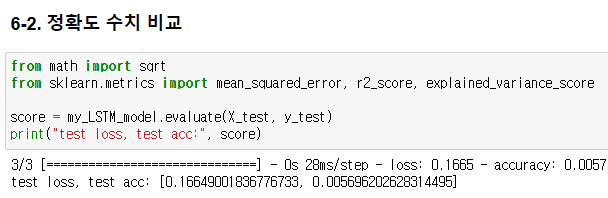 6-2. 정확도 수치 비교
from math import sqrt
from sklearn.metrics import mean_squared_error, r2_score, explained_variance_score
score = my_LSTM_model.evaluate(X_test, y_test)
print("test loss, test acc:", score)
3/3 [==============================] - 0s 28ms/step - loss: 0.1665 - accuracy: 0.0057
test loss, test acc: [0.16649001836776733, 0.005696202628314495]